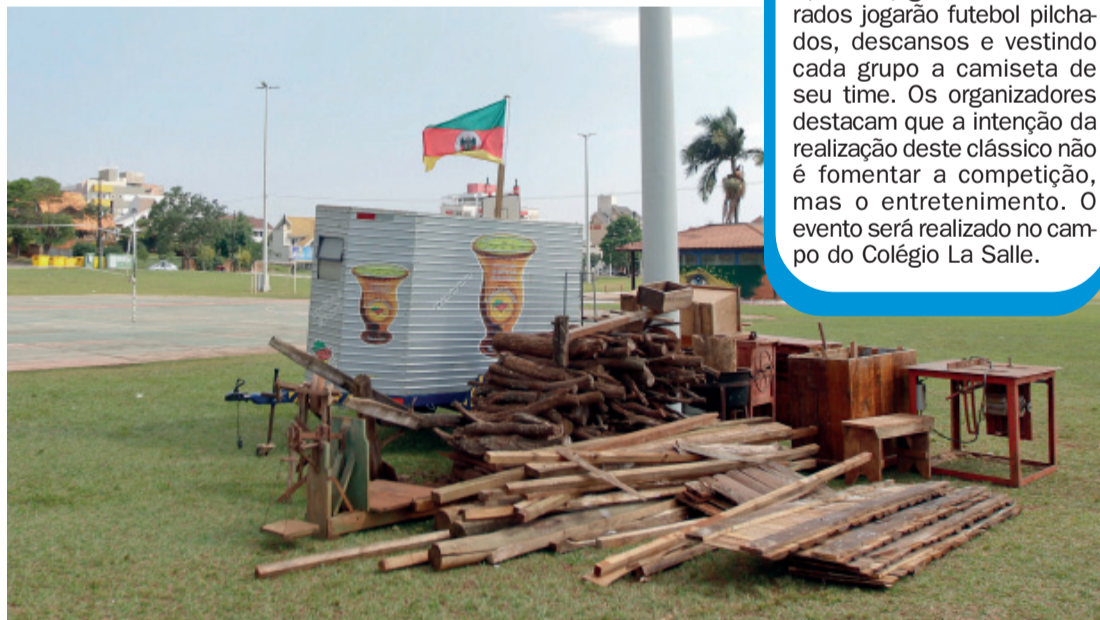 rados jogarão futebol pilcha-
dos, descansos e vestindo
cada grupo a camiseta de
seu time. Os organizadores
destacam que a intenção da
realização deste clássico não
é fomentar a competição,
mas o entretenimento. O
evento será realizado no cam-
po do Colégio La Salle.